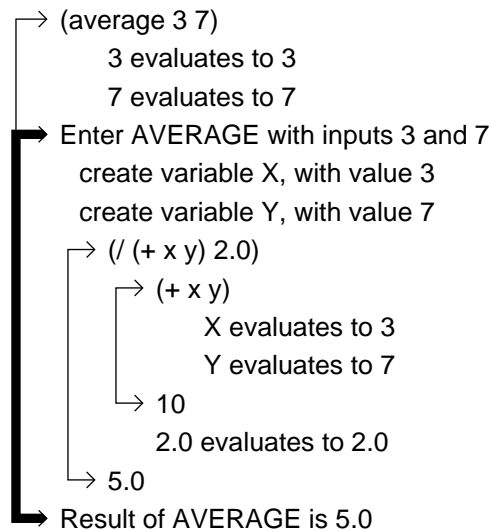 (average 3 7)
3 evaluates to 3
7 evaluates to 7
Enter AVERAGE with inputs 3 and 7
create variable X, with value 3
create variable Y, with value 7
(/ (+ x y) 2.0)
(+ x y)
X evaluates to 3
Y evaluates to 7
10
2.0 evaluates to 2.0
5.0
Result of AVERAGE is 5.0